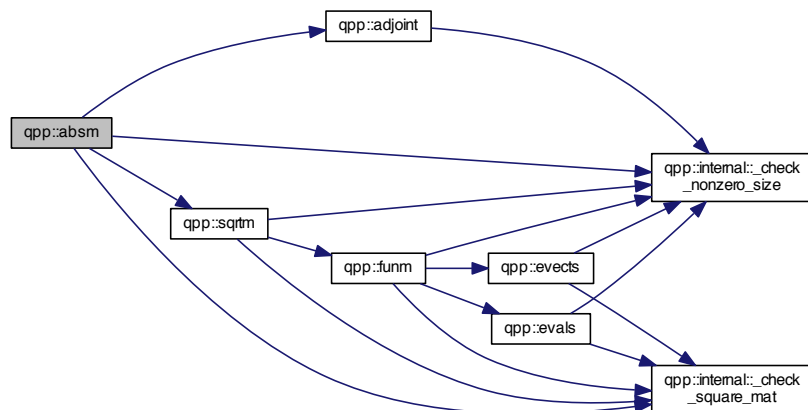 qpp::adjoint
qpp::absm
qpp::internal::_check
_nonzero_size
qpp::sqrtm
qpp::funm
qpp::evects
qpp::evals
qpp::internal::_check
_square_mat